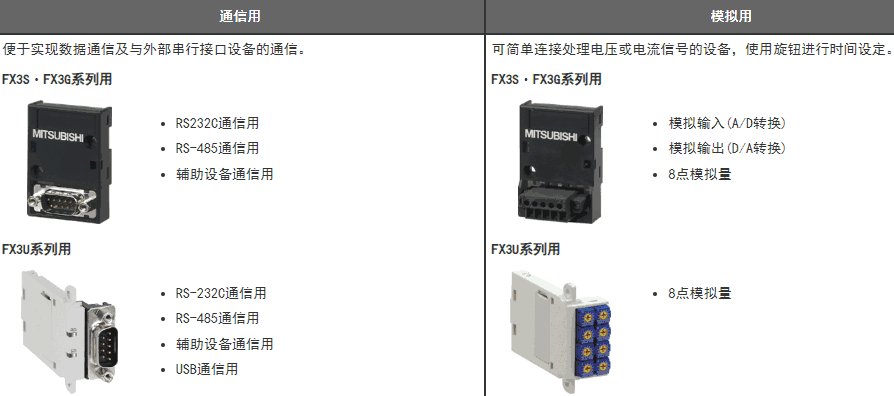 通信用
模拟用
便于实现数据通信及与外部串行接口设备的通信。
可简单连接处理电压或电流信号的设备，使用旋钮进行时间设定。
FX3S·FX3G系列用
MITSUBISHI
RS232C通信用
RS-485通信用
辅助设备通信用
FX3S·FX3G系列用
MITSUBISHI
模拟输入(A/D转换)
模拟输出(D/A转换)
8点模拟量
FX3U系列用
RS-232C通信用
RS-485通信用
辅助设备通信用
USB通信用
FX3U系列用
8点模拟量